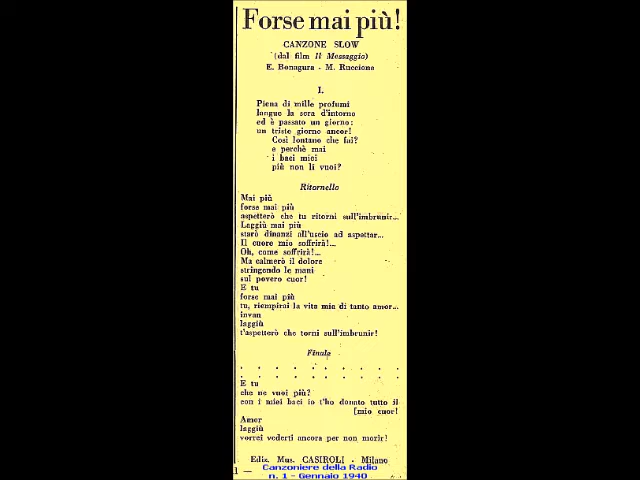 Forse mai più!
CANZONE SLOW
(dal film Il Messaggio)
E. Bonagura - M. Ruccione
I.
Piena di mille profumi
langue la sera d'intorno
ed è passato un giorno:
un triste giorno ancor!
Così lontano che fai?
e perchè mai
i baci miei
più non li vuoi?
Ritornello
Mai più
forse mai più
aspetterò che tu ritorni sull'imbrunir...
Laggiù mai più
starò dinanzi all'uscio ad aspettar...
Il cuore mio soffrirà!...
Oh, come soffrirà!...
Ma calmerò il dolore
stringendo le mani
sul povero cuor!
E tu
forse mai più
tu, riempirai la vita mia di tanto amor...
invan
laggiù
t'aspetterò che torni sull'imbrunir!
Finale
. . . . . . . . . .
. . . . . . . . . .
E tu
che ne vuoi più?
con i miei baci io t'ho donato tutto il
[mio cuor!
Amor
laggiù
vorrei vederti ancora per non morir!
Ediz. Mus. CASIROLI - Milano
1 —
Canzoniere della Radio
n. 1 - Gennaio 1940